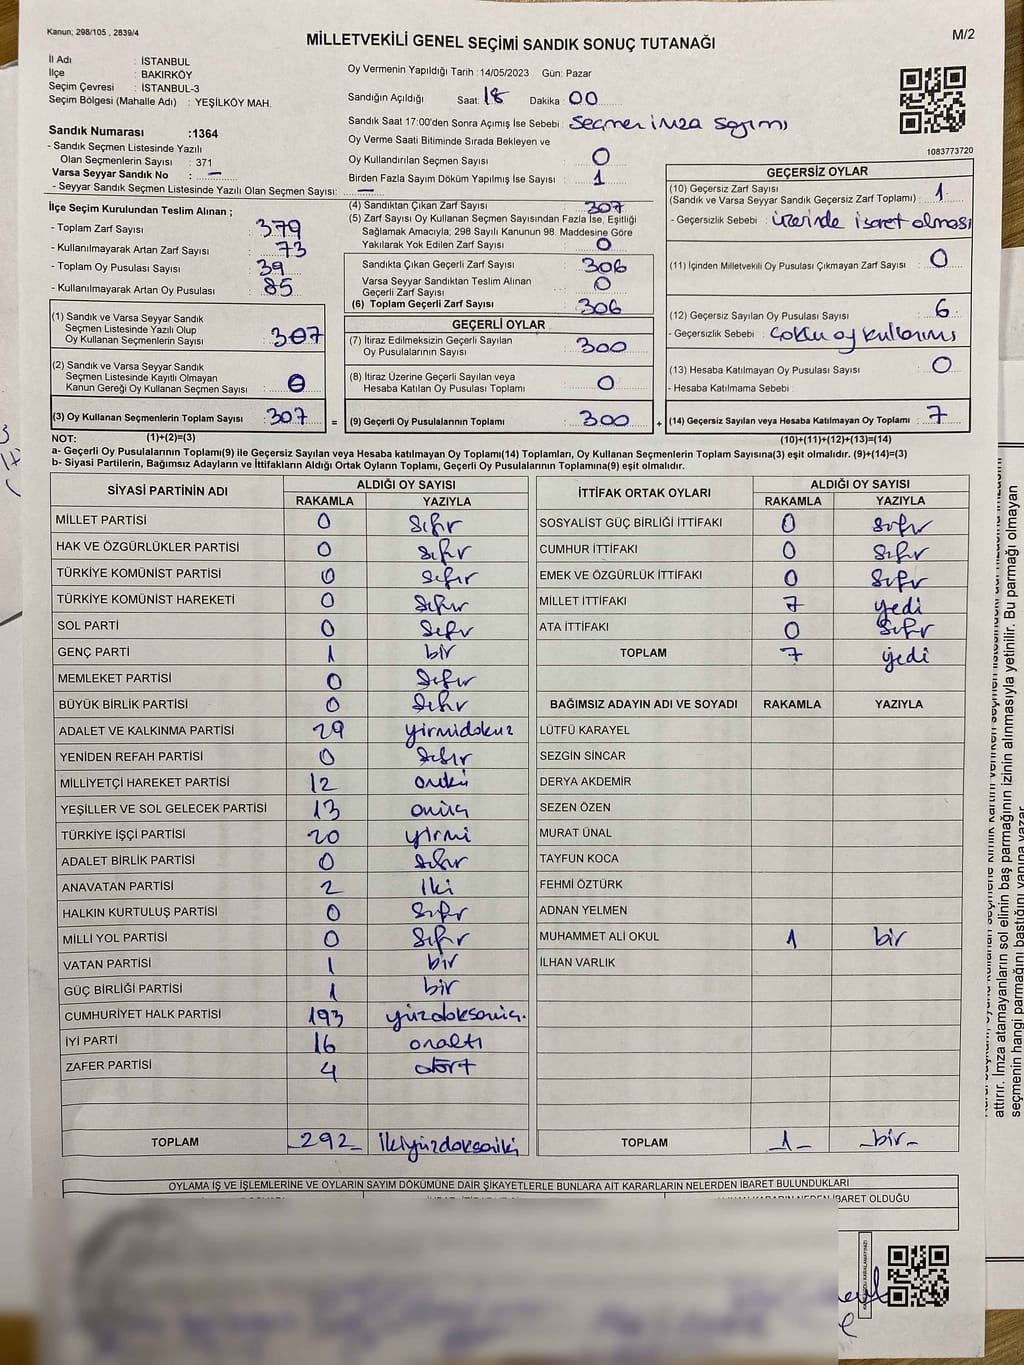 Kanun; 298/105 , 2839/4
MİLLETVEKİLİ GENEL SEÇİMİ SANDIK SONUÇ TUTANAĞI
M/2
İl Adı : İSTANBUL
İlçe : BAKIRKÖY
Seçim Çevresi : İSTANBUL-3
Seçim Bölgesi (Mahalle Adı) : YEŞİLKÖY MAH.
Sandık Numarası :1364
- Sandık Seçmen Listesinde Yazılı
Olan Seçmenlerin Sayısı : 371
Varsa Seyyar Sandık No : —
- Seyyar Sandık Seçmen Listesinde Yazılı Olan Seçmen Sayısı: —
Oy Vermenin Yapıldığı Tarih :14/05/2023 Gün: Pazar
Sandığın Açıldığı Saat: 18 Dakika 00
Sandık Saat 17:00'den Sonra Açımış İse Sebebi : Seçmen imza sayımı
Oy Verme Saati Bitiminde Sırada Bekleyen ve
Oy Kullandırılan Seçmen Sayısı 0
Birden Fazla Sayım Döküm Yapılmış İse Sayısı : 1
1083773720
İlçe Seçim Kurulundan Teslim Alınan ;
- Toplam Zarf Sayısı : 379
- Kullanılmayarak Artan Zarf Sayısı : 73
- Toplam Oy Pusulası Sayısı : 39
- Kullanılmayarak Artan Oy Pusulası : 85
(1) Sandık ve Varsa Seyyar Sandık
Seçmen Listesinde Yazılı Olup
Oy Kullanan Seçmenlerin Sayısı : 307
(2) Sandık ve Varsa Seyyar Sandık
Seçmen Listesinde Kayıtlı Olmayan
Kanun Gereği Oy Kullanan Seçmen Sayısı : 0
(3) Oy Kullanan Seçmenlerin Toplam Sayısı : 307
(4) Sandıktan Çıkan Zarf Sayısı : 307
(5) Zarf Sayısı Oy Kullanan Seçmen Sayısından Fazla İse, Eşitliği
Sağlamak Amacıyla; 298 Sayılı Kanunun 98. Maddesine Göre
Yakılarak Yok Edilen Zarf Sayısı : 0
Sandıkta Çıkan Geçerli Zarf Sayısı : 306
Varsa Seyyar Sandıktan Teslim Alınan
Geçerli Zarf Sayısı : 0
(6) Toplam Geçerli Zarf Sayısı : 306
GEÇERLİ OYLAR
(7) İtiraz Edilmeksizin Geçerli Sayılan
Oy Pusulalarının Sayısı : 300
(8) İtiraz Üzerine Geçerli Sayılan veya
Hesaba Katılan Oy Pusulası Toplamı : 0
= (9) Geçerli Oy Pusulalarının Toplamı : 300
GEÇERSİZ OYLAR
(10) Geçersiz Zarf Sayısı
(Sandık ve Varsa Seyyar Sandık Geçersiz Zarf Toplamı) : 1
- Geçersizlik Sebebi : üzerinde işaret olması
(11) İçinden Milletvekili Oy Pusulası Çıkmayan Zarf Sayısı : 0
(12) Geçersiz Sayılan Oy Pusulası Sayısı : 6
- Geçersizlik Sebebi : çoklu oy kullanımı
(13) Hesaba Katılmayan Oy Pusulası Sayısı : 0
- Hesaba Katılmama Sebebi :
+ (14) Geçersiz Sayılan veya Hesaba Katılmayan Oy Toplamı : 7
NOT: (1)+(2)=(3)
(10)+(11)+(12)+(13)=(14)
a- Geçerli Oy Pusulalarının Toplamı(9) ile Geçersiz Sayılan veya Hesaba katılmayan Oy Toplamı(14) Toplamları, Oy Kullanan Seçmenlerin Toplam Sayısına(3) eşit olmalıdır. (9)+(14)=(3)
b- Siyasi Partilerin, Bağımsız Adayların ve İttifakların Aldığı Ortak Oyların Toplamı, Geçerli Oy Pusulalarının Toplamına(9) eşit olmalıdır.
SİYASİ PARTİNİN ADI ALDIĞI OY SAYISI
RAKAMLA YAZIYLA
MİLLET PARTİSİ 0 Sıfır
HAK VE ÖZGÜRLÜKLER PARTİSİ 0 Sıfır
TÜRKİYE KOMÜNİST PARTİSİ 0 Sıfır
TÜRKİYE KOMÜNİST HAREKETİ 0 Sıfır
SOL PARTİ 0 Sıfır
GENÇ PARTİ 1 bir
MEMLEKET PARTİSİ 0 Sıfır
BÜYÜK BİRLİK PARTİSİ 0 Sıfır
ADALET VE KALKINMA PARTİSİ 29 yirmidokuz
YENİDEN REFAH PARTİSİ 0 Sıfır
MİLLİYETÇİ HAREKET PARTİSİ 12 oniki
YEŞİLLER VE SOL GELECEK PARTİSİ 13 onüç
TÜRKİYE İŞÇİ PARTİSİ 20 yirmi
ADALET BİRLİK PARTİSİ 0 Sıfır
ANAVATAN PARTİSİ 2 iki
HALKIN KURTULUŞ PARTİSİ 0 Sıfır
MİLLİ YOL PARTİSİ 0 Sıfır
VATAN PARTİSİ 1 bir
GÜÇ BİRLİĞİ PARTİSİ 1 bir
CUMHURİYET HALK PARTİSİ 193 yüzdoksanüç.
İYİ PARTİ 16 onaltı
ZAFER PARTİSİ 4 dört
TOPLAM -292- ikiyüzdoksaniki
İTTİFAK ORTAK OYLARI ALDIĞI OY SAYISI
RAKAMLA YAZIYLA
SOSYALİST GÜÇ BİRLİĞİ İTTİFAKI 0 Sıfır
CUMHUR İTTİFAKI 0 Sıfır
EMEK VE ÖZGÜRLÜK İTTİFAKI 0 Sıfır
MİLLET İTTİFAKI 7 yedi
ATA İTTİFAKI 0 Sıfır
TOPLAM 7 yedi
BAĞIMSIZ ADAYIN ADI VE SOYADI RAKAMLA YAZIYLA
LÜTFÜ KARAYEL
SEZGİN SİNCAR
DERYA AKDEMİR
SEZEN ÖZEN
MURAT ÜNAL
TAYFUN KOCA
FEHMİ ÖZTÜRK
ADNAN YELMEN
MUHAMMET ALİ OKUL 1 bir
İLHAN VARLIK
TOPLAM -1- -bir-
OYLAMA İŞ VE İŞLEMLERİNE VE OYLARIN SAYIM DÖKÜMÜNE DAİR ŞİKAYETLERLE BUNLARA AİT KARARLARIN NELERDEN İBARET BULUNDUKLARI
İBARET OLDUĞU
attırır. İmza atamayanların sol elinin baş parmağının izinin alınmasıyla yetinilir. Bu parmağı olmayan
seçmenin hangi parmağını bastığını yanına yazar.